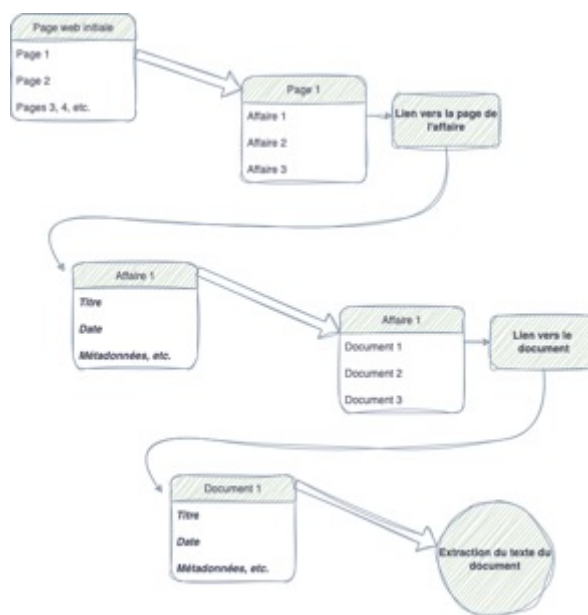 Page web initiale
Page 1
Page 2
Pages 3, 4, etc.
Page 1
Affaire 1
Affaire 2
Affaire 3
Lien vers la page de
l'affaire
Affaire 1
Titre
Date
Métadonnées, etc.
Affaire 1
Document 1
Document 2
Document 3
Lien vers le
document
Document 1
Titre
Date
Métadonnées, etc.
Extraction du texte du
document